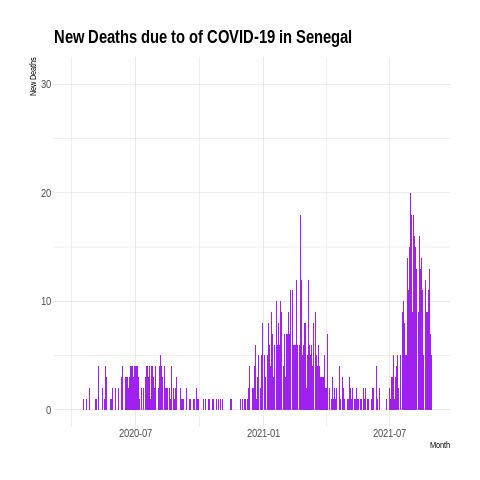 New Deaths due to of COVID-19 in Senegal
New Deaths
30
20
10
0
2020-07
2021-01
2021-07
Month